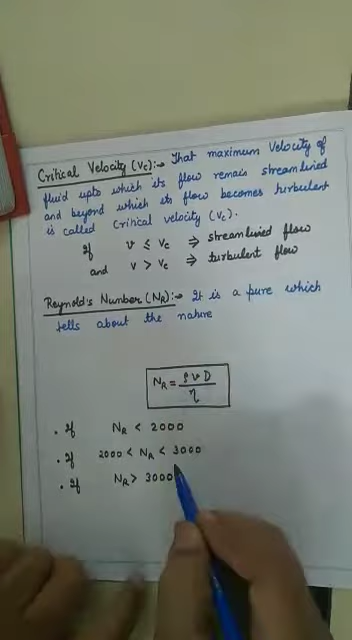 Critical Velocity (Vc):→ That maximum velocity of
fluid upto which its flow remain streamlined
and beyond which its flow becomes turbulent
is called critical velocity (Vc).
If v ≤ vc ⇒ streamlined flow
and v > vc ⇒ turbulent flow
Reynold's Number (NR):→ It is a pure which
tells about the nature
NR = ρvD/η
. If NR < 2000
. If 2000 < NR < 3000
. If NR > 3000